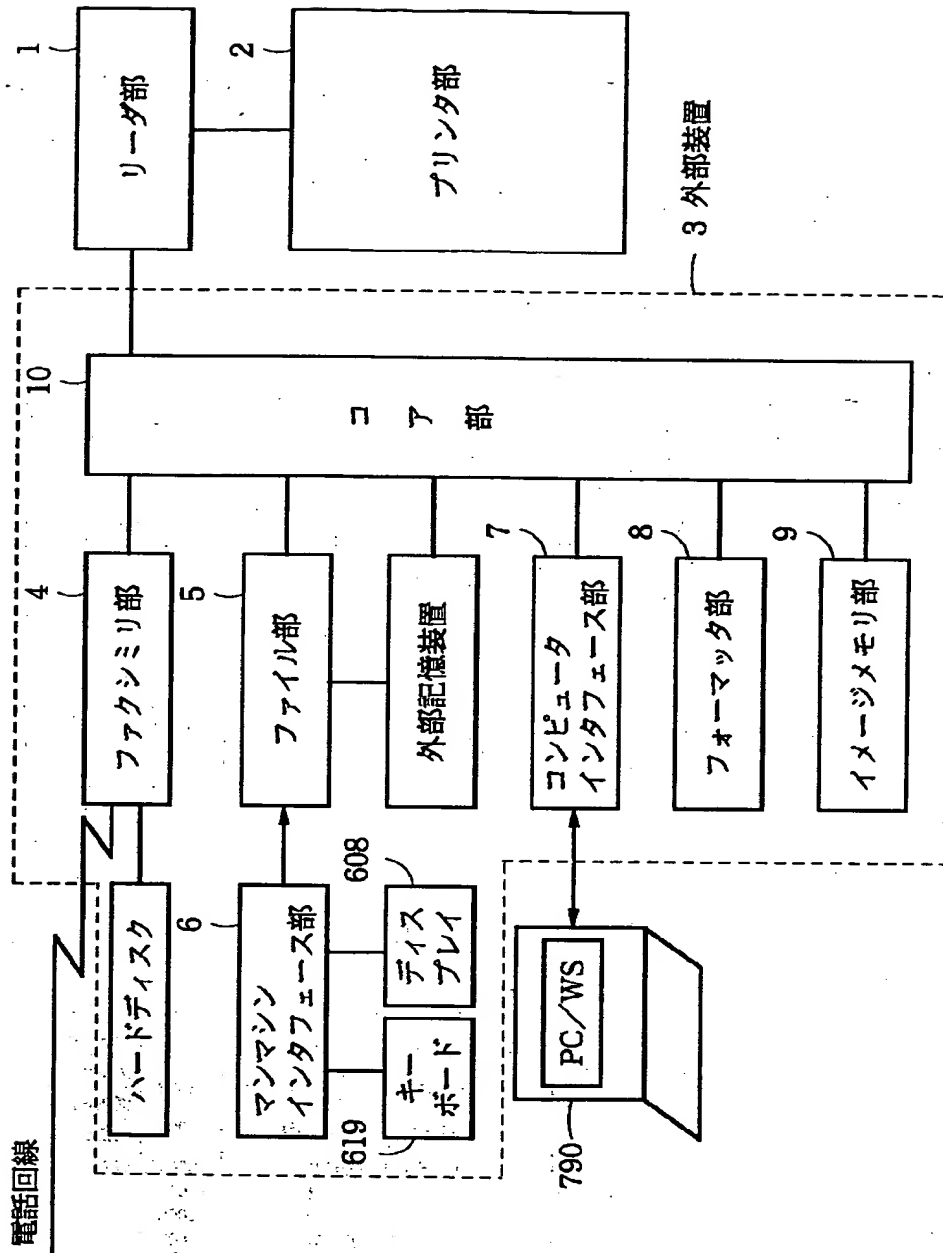 電話回線
ハードディスク
4
ファクシミリ部
10
コア部
1
リーダ部
2
プリンタ部
3 外部装置
6
マンマシン
インタフェース部
5
ファイル部
外部記憶装置
619
キー
ボード
608
ディス
プレイ
790
PC/WS
7
コンピュータ
インタフェース部
8
フォーマッタ部
9
イメージメモリ部